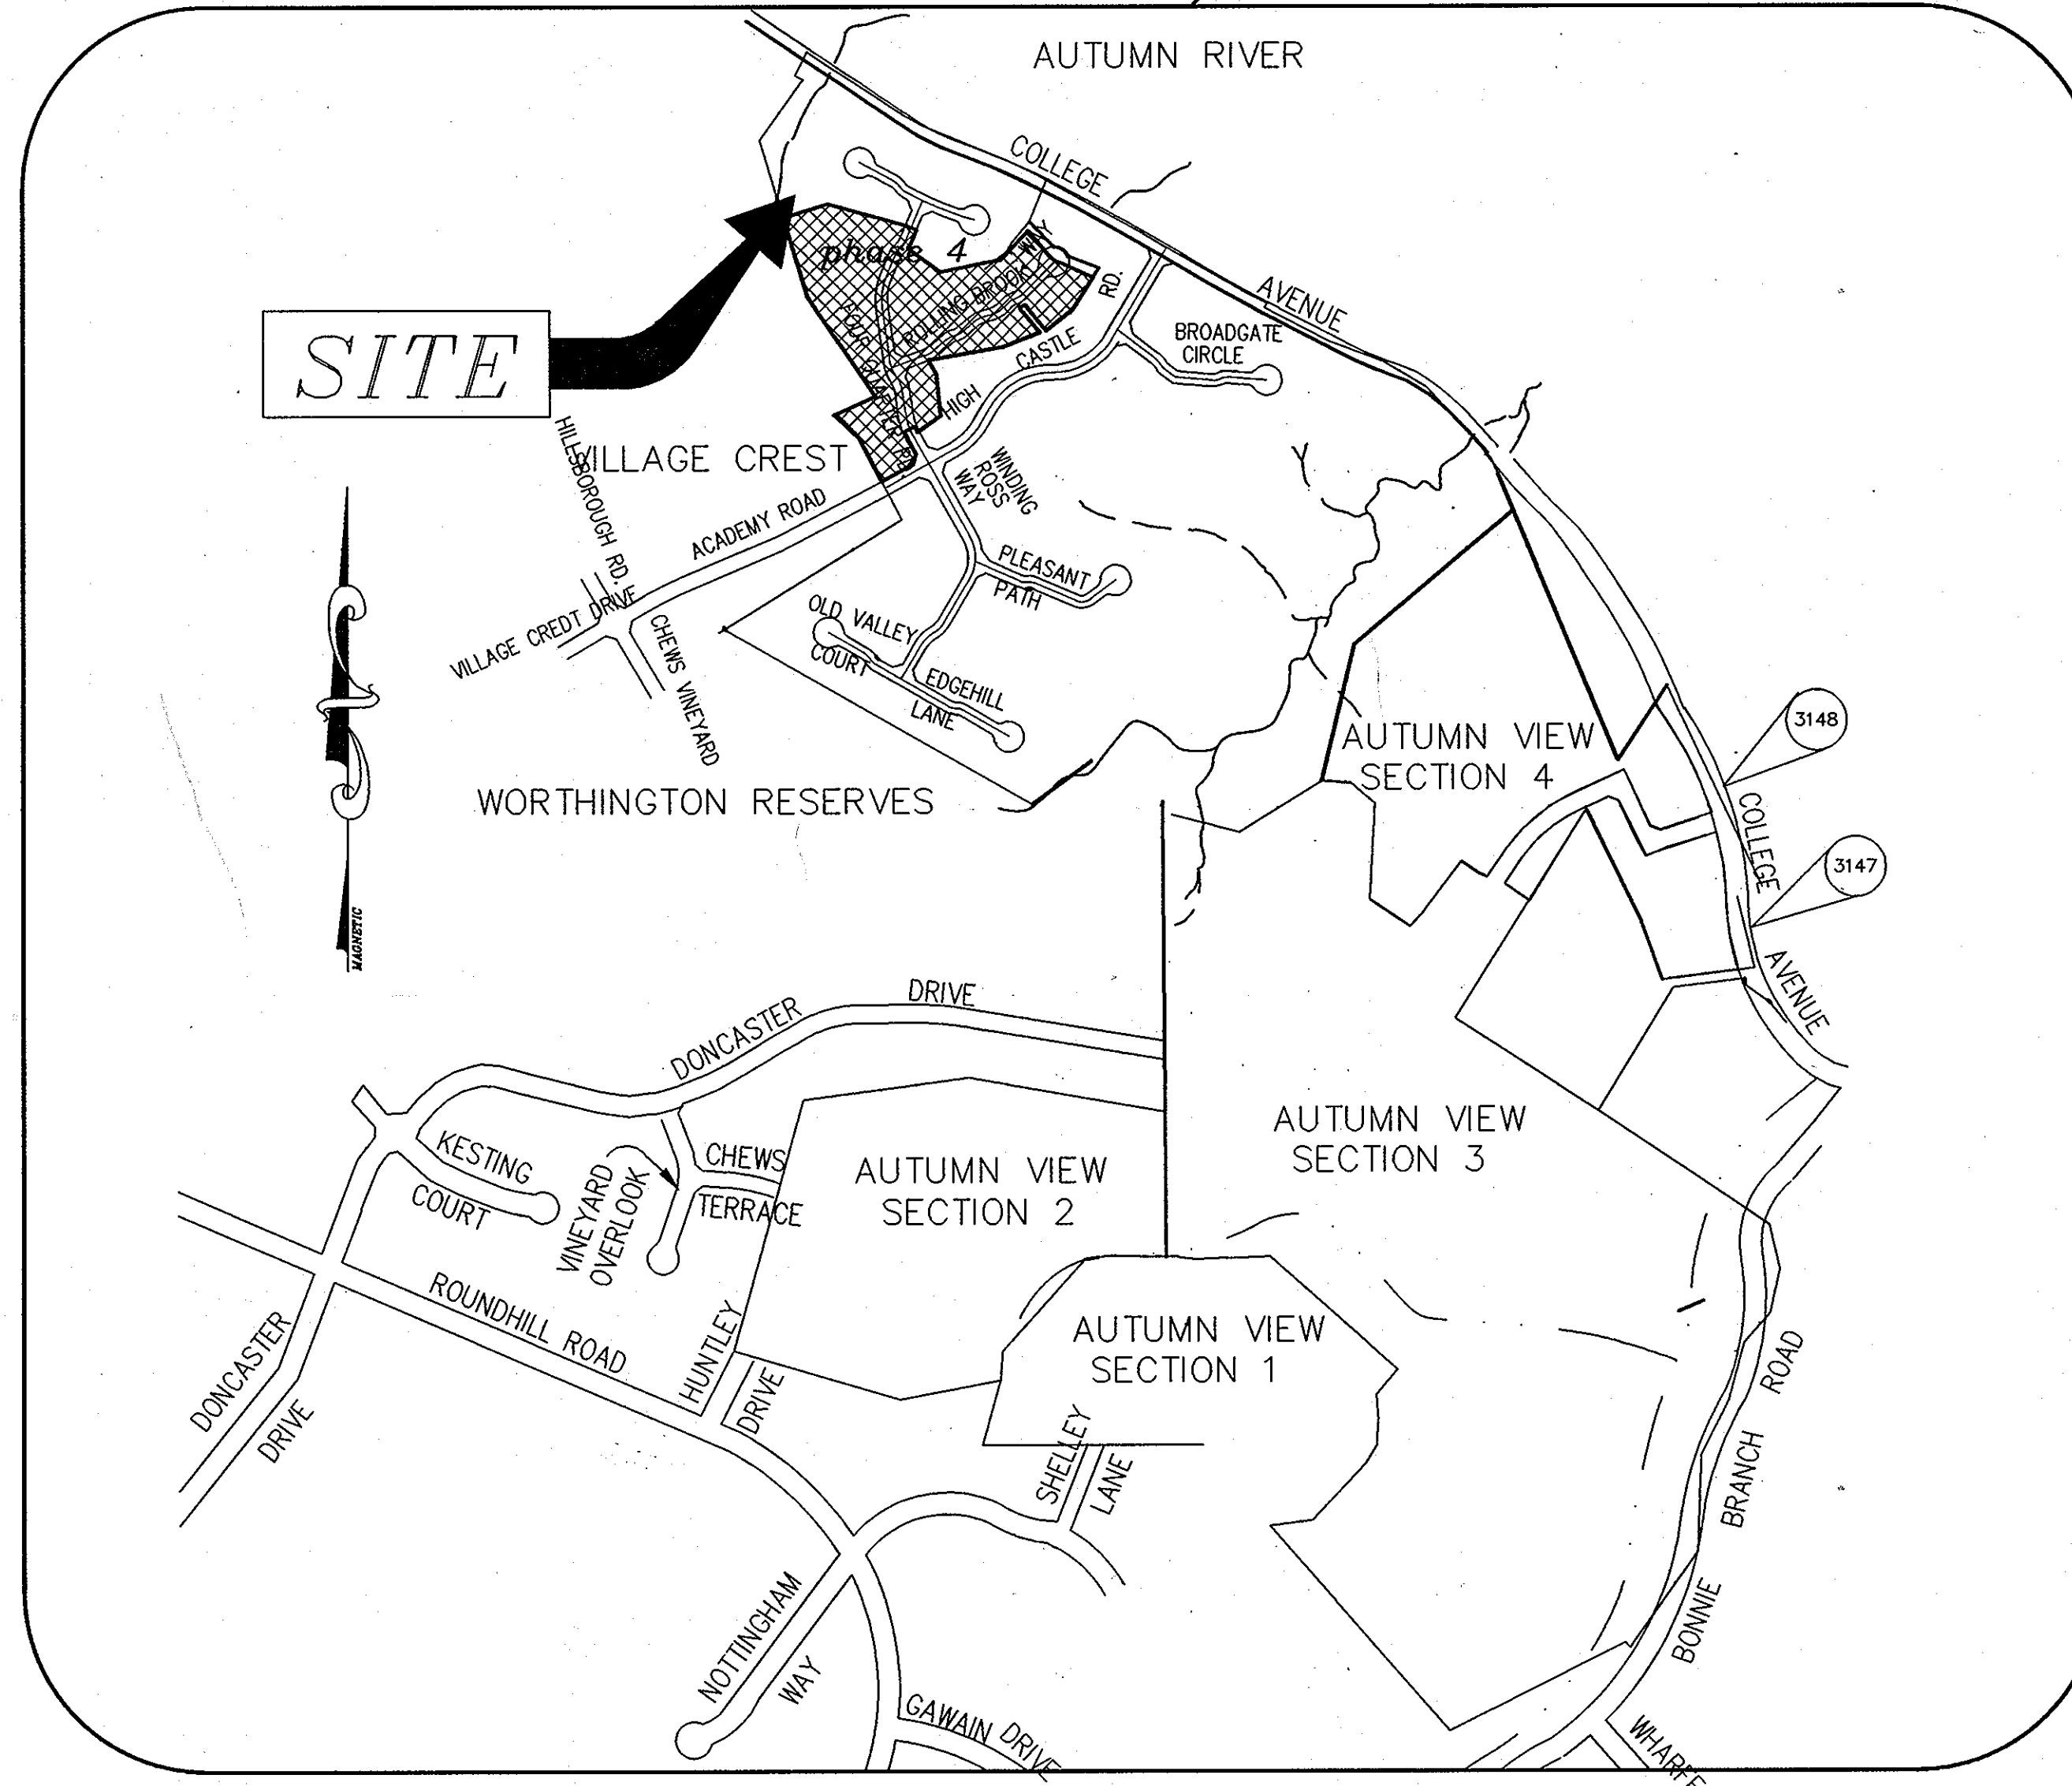 AUTUMN RIVER
COLLEGE
AVENUE
phase 4
ROLLING BROOK WAY
FOUR QUARTER RD.
HIGH
CASTLE
RD.
BROADGATE
CIRCLE
SITE
VILLAGE CREST
HILLSBOROUGH RD.
ACADEMY ROAD
WINDING
ROSS
WAY
PLEASANT
PATH
VILLAGE CREDT DRIVE
CHEWS VINEYARD
OLD VALLEY
COURT
EDGEHILL
LANE
WORTHINGTON RESERVES
MAGNETIC
AUTUMN VIEW
SECTION 4
3148
3147
COLLEGE
AVENUE
DONCASTER
DRIVE
KESTING
COURT
VINEYARD
OVERLOOK
CHEWS
TERRACE
AUTUMN VIEW
SECTION 2
AUTUMN VIEW
SECTION 3
AUTUMN VIEW
SECTION 1
ROUNDHILL ROAD
DONCASTER
DRIVE
HUNTLEY
DRIVE
SHELLEY
LANE
NOTTINGHAM
WAY
GAWAIN DRIVE
BONNIE BRANCH ROAD